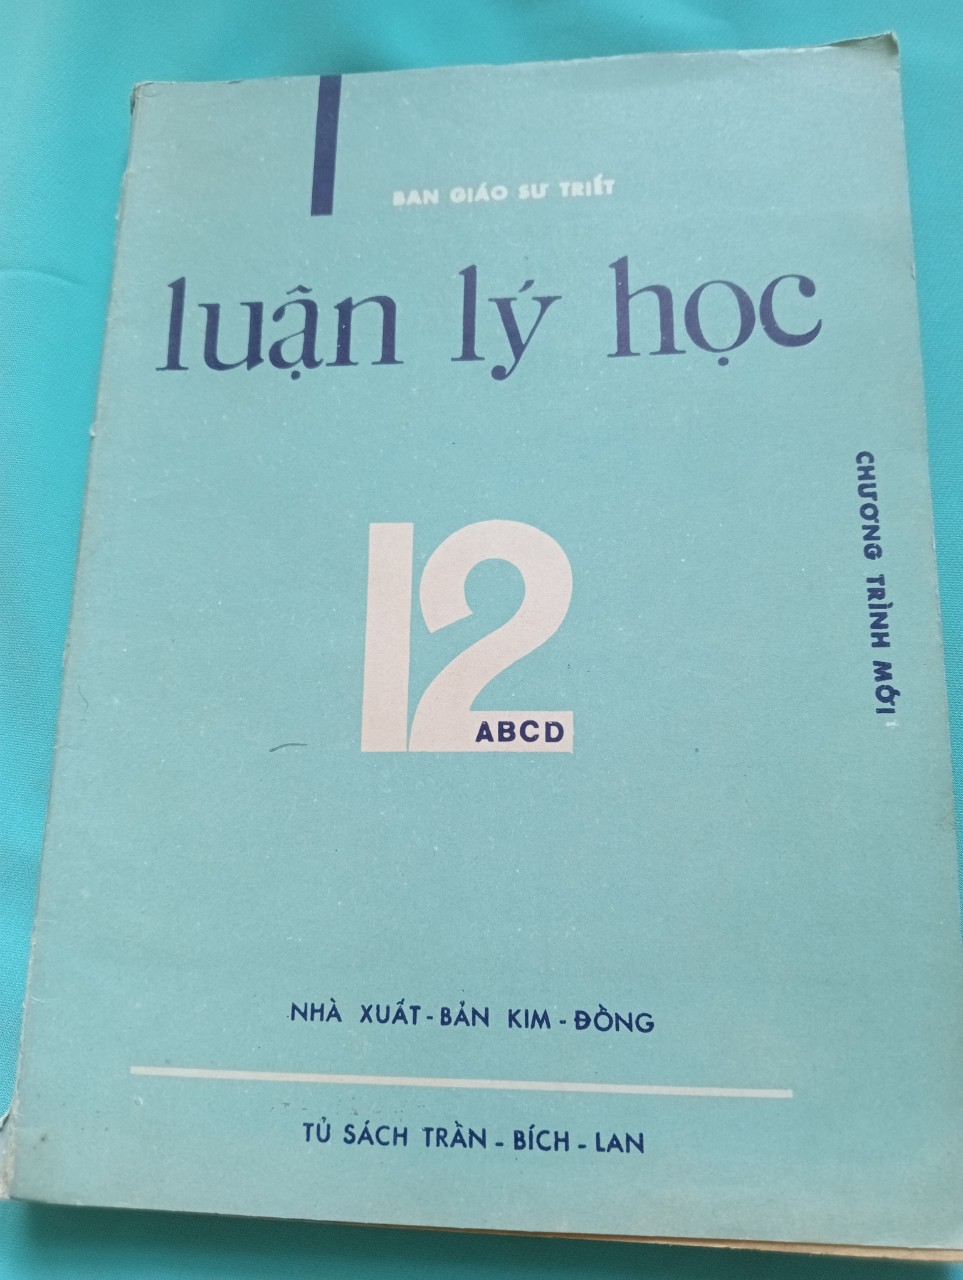 BAN GIÁO SƯ TRIẾT
luận lý học
CHƯƠNG TRÌNH MỚI
12
ABCD
NHÀ XUẤT-BẢN KIM-ĐỒNG
TỦ SÁCH TRẦN-BÍCH-LAN